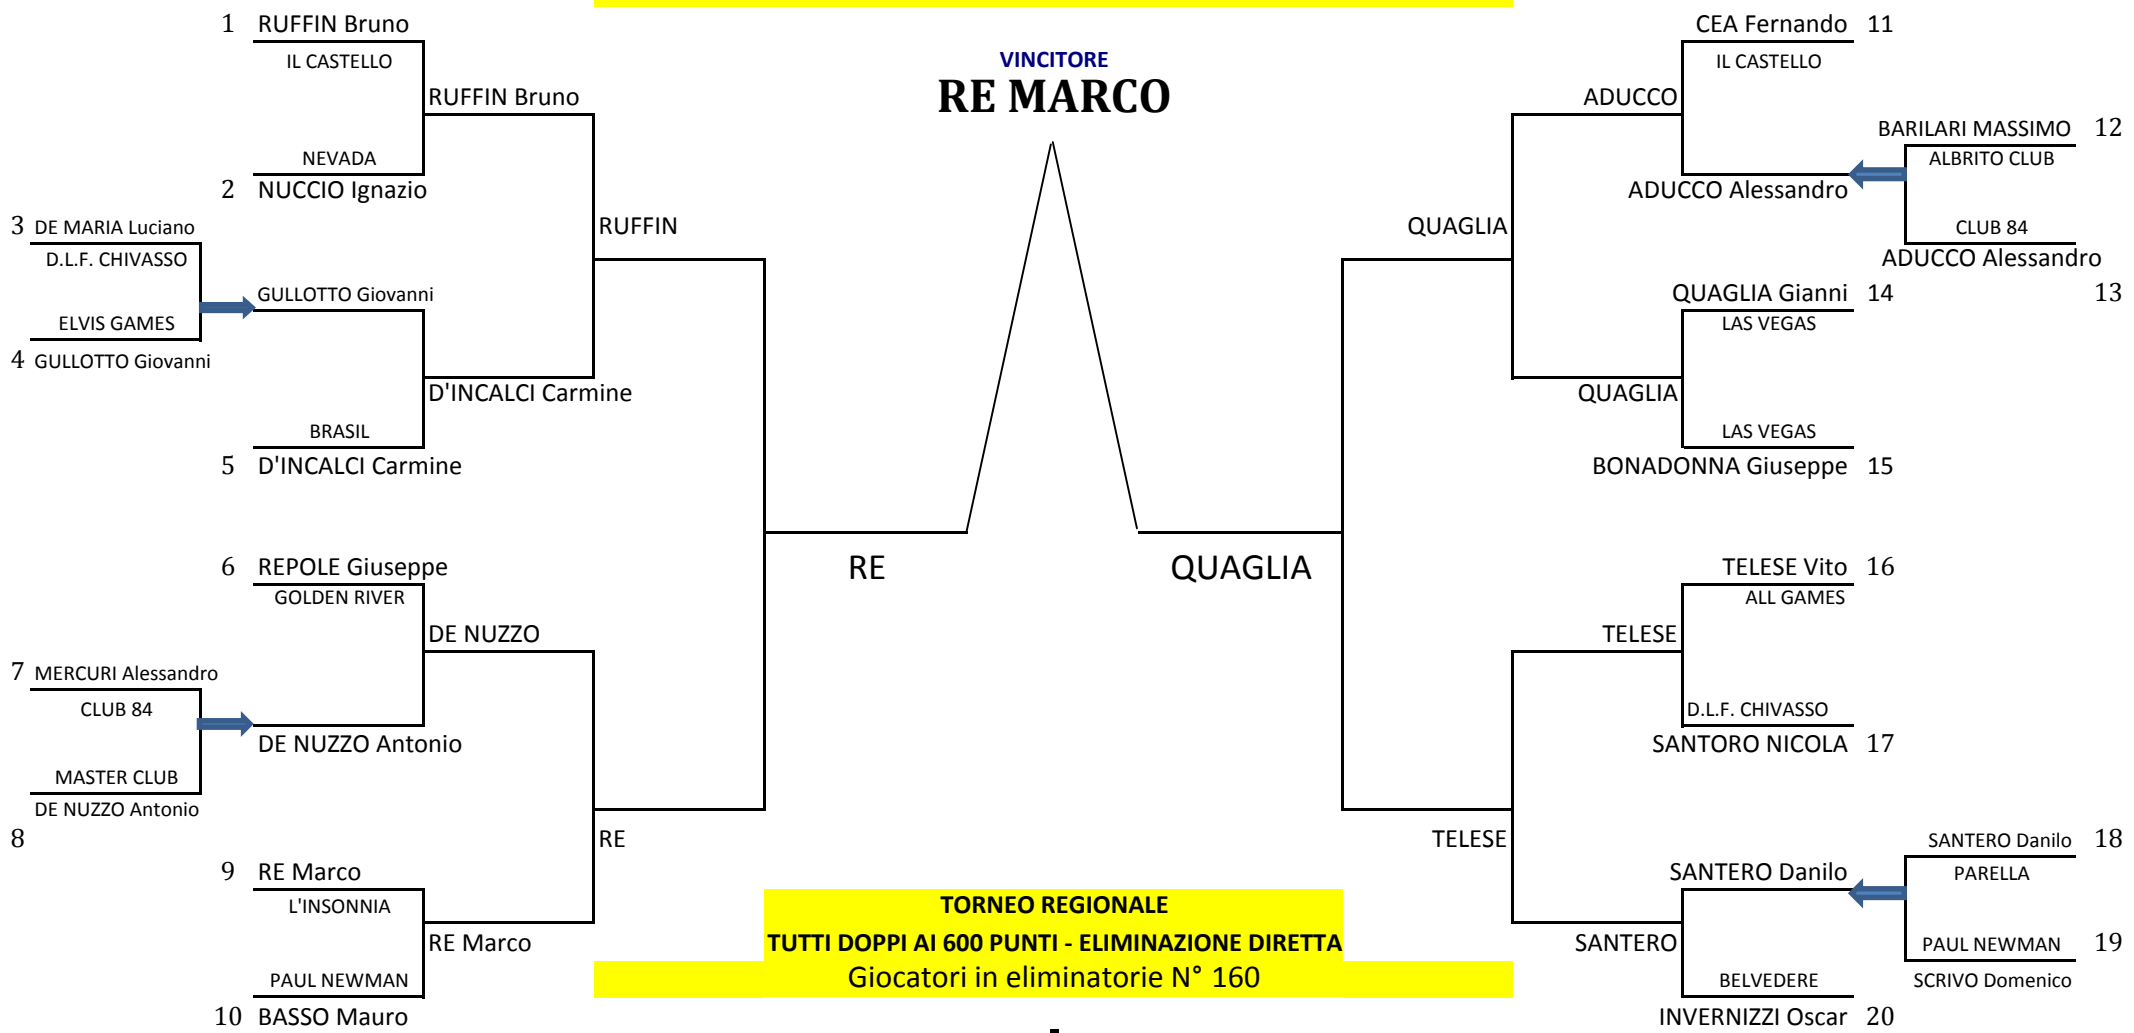 1 RUFFIN Bruno
IL CASTELLO
RUFFIN Bruno
NEVADA
2 NUCCIO Ignazio
3 DE MARIA Luciano
D.L.F. CHIVASSO
RUFFIN
GULLOTTO Giovanni
ELVIS GAMES
4 GULLOTTO Giovanni
D'INCALCI Carmine
BRASIL
5 D'INCALCI Carmine
6 REPOLE Giuseppe
GOLDEN RIVER
DE NUZZO
7 MERCURI Alessandro
CLUB 84
DE NUZZO Antonio
MASTER CLUB
DE NUZZO Antonio
8
RE
9 RE Marco
L'INSONNIA
RE Marco
PAUL NEWMAN
10 BASSO Mauro
VINCITORE
RE MARCO
RE
QUAGLIA
TORNEO REGIONALE
TUTTI DOPPI AI 600 PUNTI - ELIMINAZIONE DIRETTA
Giocatori in eliminatorie N° 160
CEA Fernando 11
IL CASTELLO
ADUCCO
BARILARI MASSIMO 12
ALBRITO CLUB
ADUCCO Alessandro
QUAGLIA
CLUB 84
ADUCCO Alessandro
13
QUAGLIA Gianni 14
LAS VEGAS
QUAGLIA
LAS VEGAS
BONADONNA Giuseppe 15
TELESE Vito 16
ALL GAMES
TELESE
D.L.F. CHIVASSO
SANTORO NICOLA 17
TELESE
SANTERO Danilo 18
PARELLA
SANTERO Danilo
PAUL NEWMAN 19
SCRIVO Domenico
SANTERO
BELVEDERE
INVERNIZZI Oscar 20